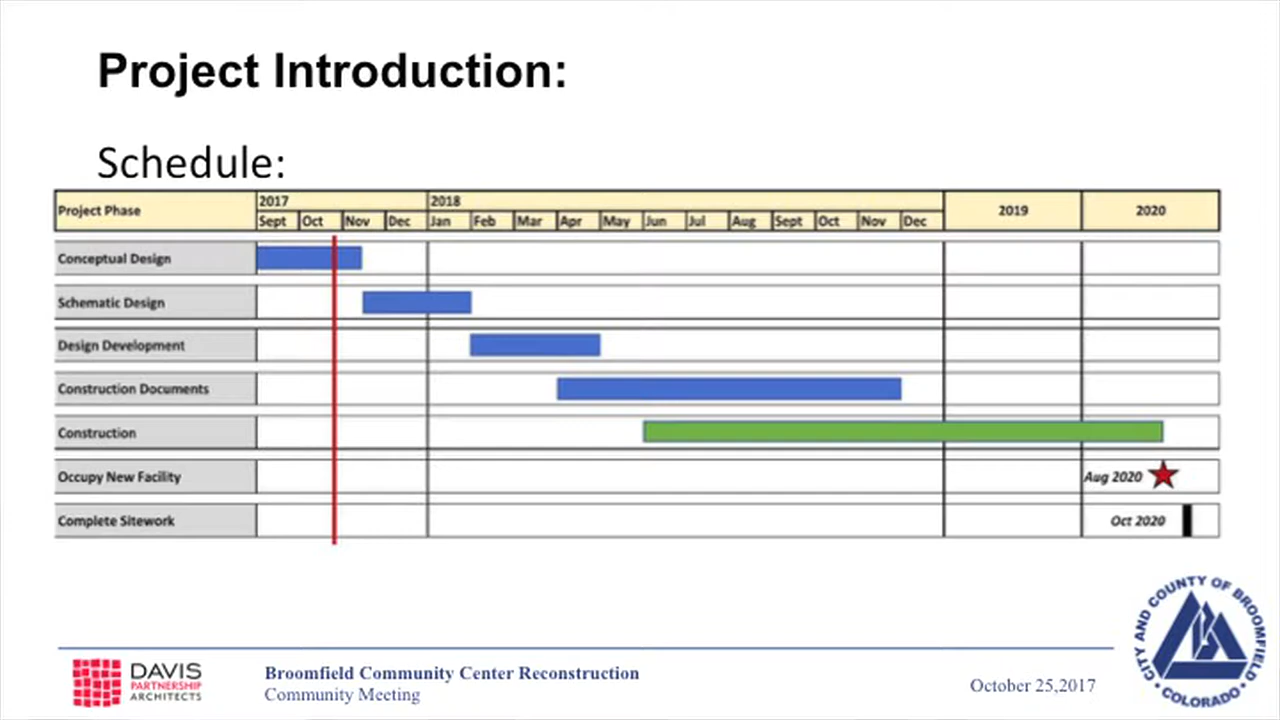 Project Introduction:
Schedule:
Project Phase
2017
2018
2019
2020
Sept Oct Nov Dec Jan Feb Mar Apr May Jun Jul Aug Sept Oct Nov Dec
Conceptual Design
Schematic Design
Design Development
Construction Documents
Construction
Occupy New Facility
Aug 2020
Complete Sitework
Oct 2020
DAVIS
PARTNERSHIP
ARCHITECTS
Broomfield Community Center Reconstruction
Community Meeting
October 25,2017
CITY AND COUNTY OF BROOMFIELD
COLORADO